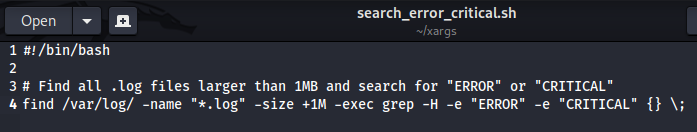 Open
search_error_critical.sh
~/xargs
1 #!/bin/bash
2
3 # Find all .log files larger than 1MB and search for "ERROR" or "CRITICAL"
4 find /var/log/ -name "*.log" -size +1M -exec grep -H -e "ERROR" -e "CRITICAL" {} \;